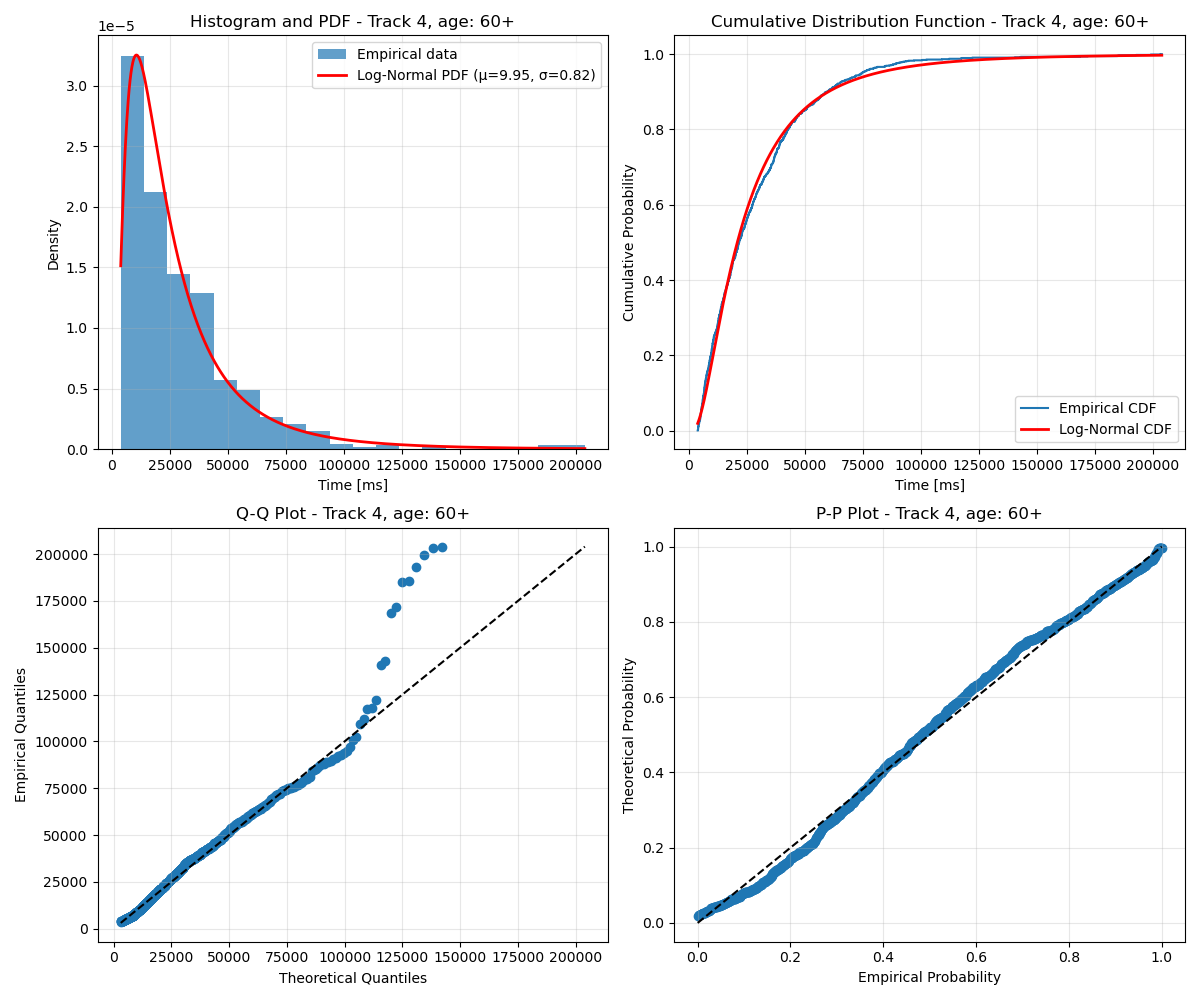 Histogram and PDF - Track 4, age: 60+
1e−5
Empirical data
Log-Normal PDF (μ=9.95, σ=0.82)
3.0
2.5
2.0
1.5
1.0
0.5
0.0
Density
0 25000 50000 75000 100000 125000 150000 175000 200000
Time [ms]
Cumulative Distribution Function - Track 4, age: 60+
1.0
0.8
0.6
0.4
0.2
0.0
Cumulative Probability
Empirical CDF
Log-Normal CDF
0 25000 50000 75000 100000 125000 150000 175000 200000
Time [ms]
Q-Q Plot - Track 4, age: 60+
200000
175000
150000
125000
100000
75000
50000
25000
0
Empirical Quantiles
0 25000 50000 75000 100000 125000 150000 175000 200000
Theoretical Quantiles
P-P Plot - Track 4, age: 60+
1.0
0.8
0.6
0.4
0.2
0.0
Theoretical Probability
0.0 0.2 0.4 0.6 0.8 1.0
Empirical Probability